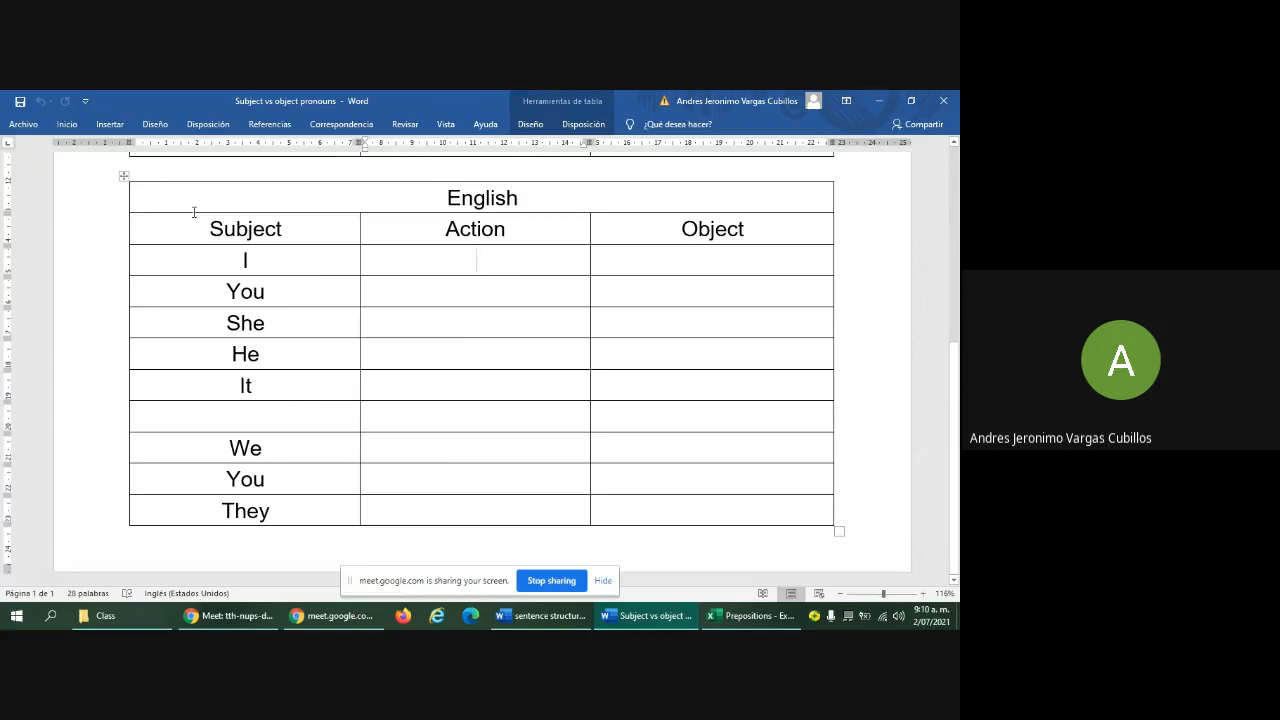 Subject vs object pronouns - Word
Herramientas de tabla
Andres Jeronimo Vargas Cubillos
Archivo Inicio Insertar Diseño Disposición Referencias Correspondencia Revisar Vista Ayuda Diseño Disposición ¿Qué desea hacer? Compartir
English
Subject Action Object
I
You
She
He
It
We
You
They
A
Andres Jeronimo Vargas Cubillos
meet.google.com is sharing your screen. Stop sharing Hide
Página 1 de 1 28 palabras Inglés (Estados Unidos) 116%
Class Meet: tth-nups-d... meet.google.co... sentence structur... Subject vs object ... Prepositions - Ex...
9:10 a. m.
2/07/2021